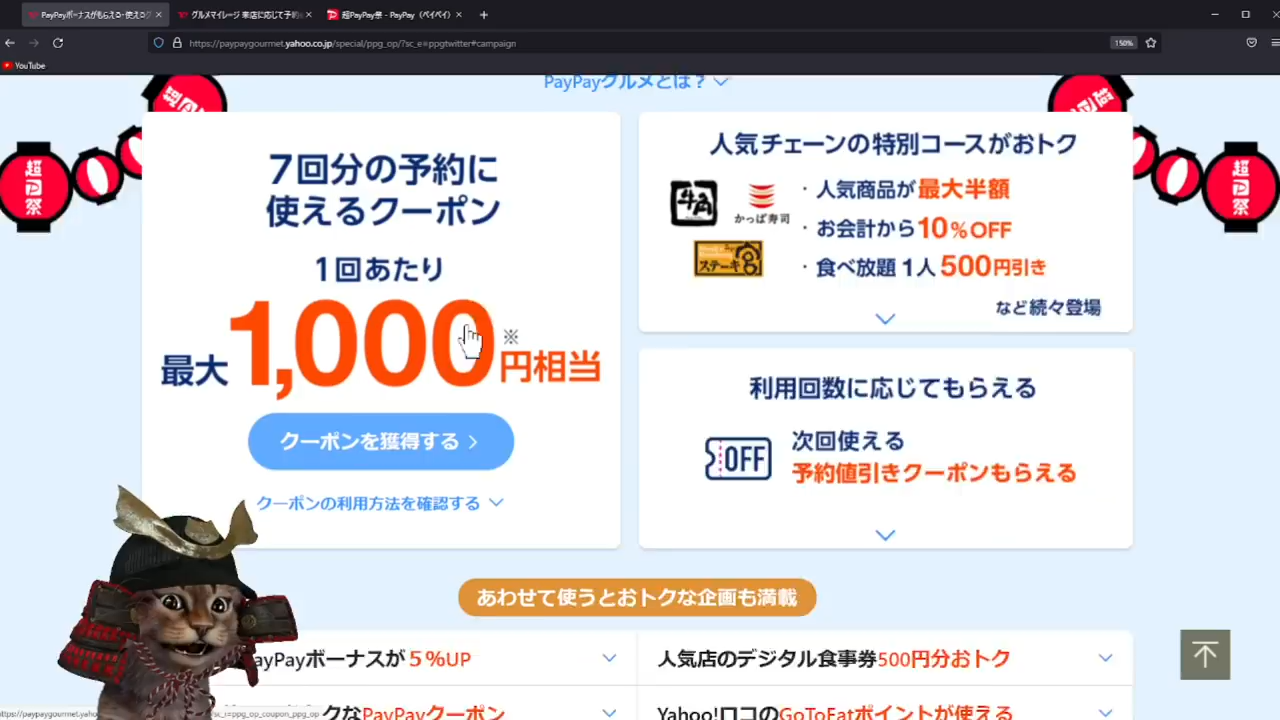 PayPayボーナスがもらえる・使えるグ
グルメマイレージ 来店に応じて予約
超PayPay祭 - PayPay（ペイペイ）
https://paypaygourmet.yahoo.co.jp/special/ppg_op/?sc_e=ppgtwitter#campaign
150%
YouTube
PayPayグルメとは？
超
祭
超
祭
7回分の予約に
使えるクーポン
1回あたり
最大1,000円相当※
クーポンを獲得する
クーポンの利用方法を確認する
人気チェーンの特別コースがおトク
牛角
かっぱ寿司
ステーキ宮
・人気商品が最大半額
・お会計から10%OFF
・食べ放題1人500円引き
など続々登場
利用回数に応じてもらえる
OFF
次回使える
予約値引きクーポンもらえる
超
祭
超
祭
あわせて使うとおトクな企画も満載
ayPayボーナスが５％UP
人気店のデジタル食事券500円分おトク
クなPayPayクーポン
Yahoo!ロコのGoToEatポイントが使える